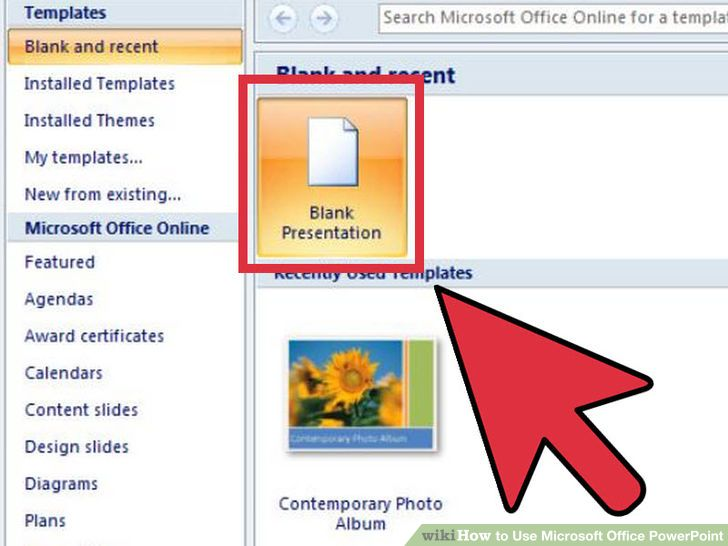 Templates
Blank and recent
Installed Templates
Installed Themes
My templates...
New from existing...
Microsoft Office Online
Featured
Agendas
Award certificates
Calendars
Content slides
Design slides
Diagrams
Plans
Search Microsoft Office Online for a templa
Blank and recent
Blank
Presentation
Recently Used Templates
Contemporary Photo Album
Contemporary Photo
Album
wikiHow to Use Microsoft Office PowerPoint